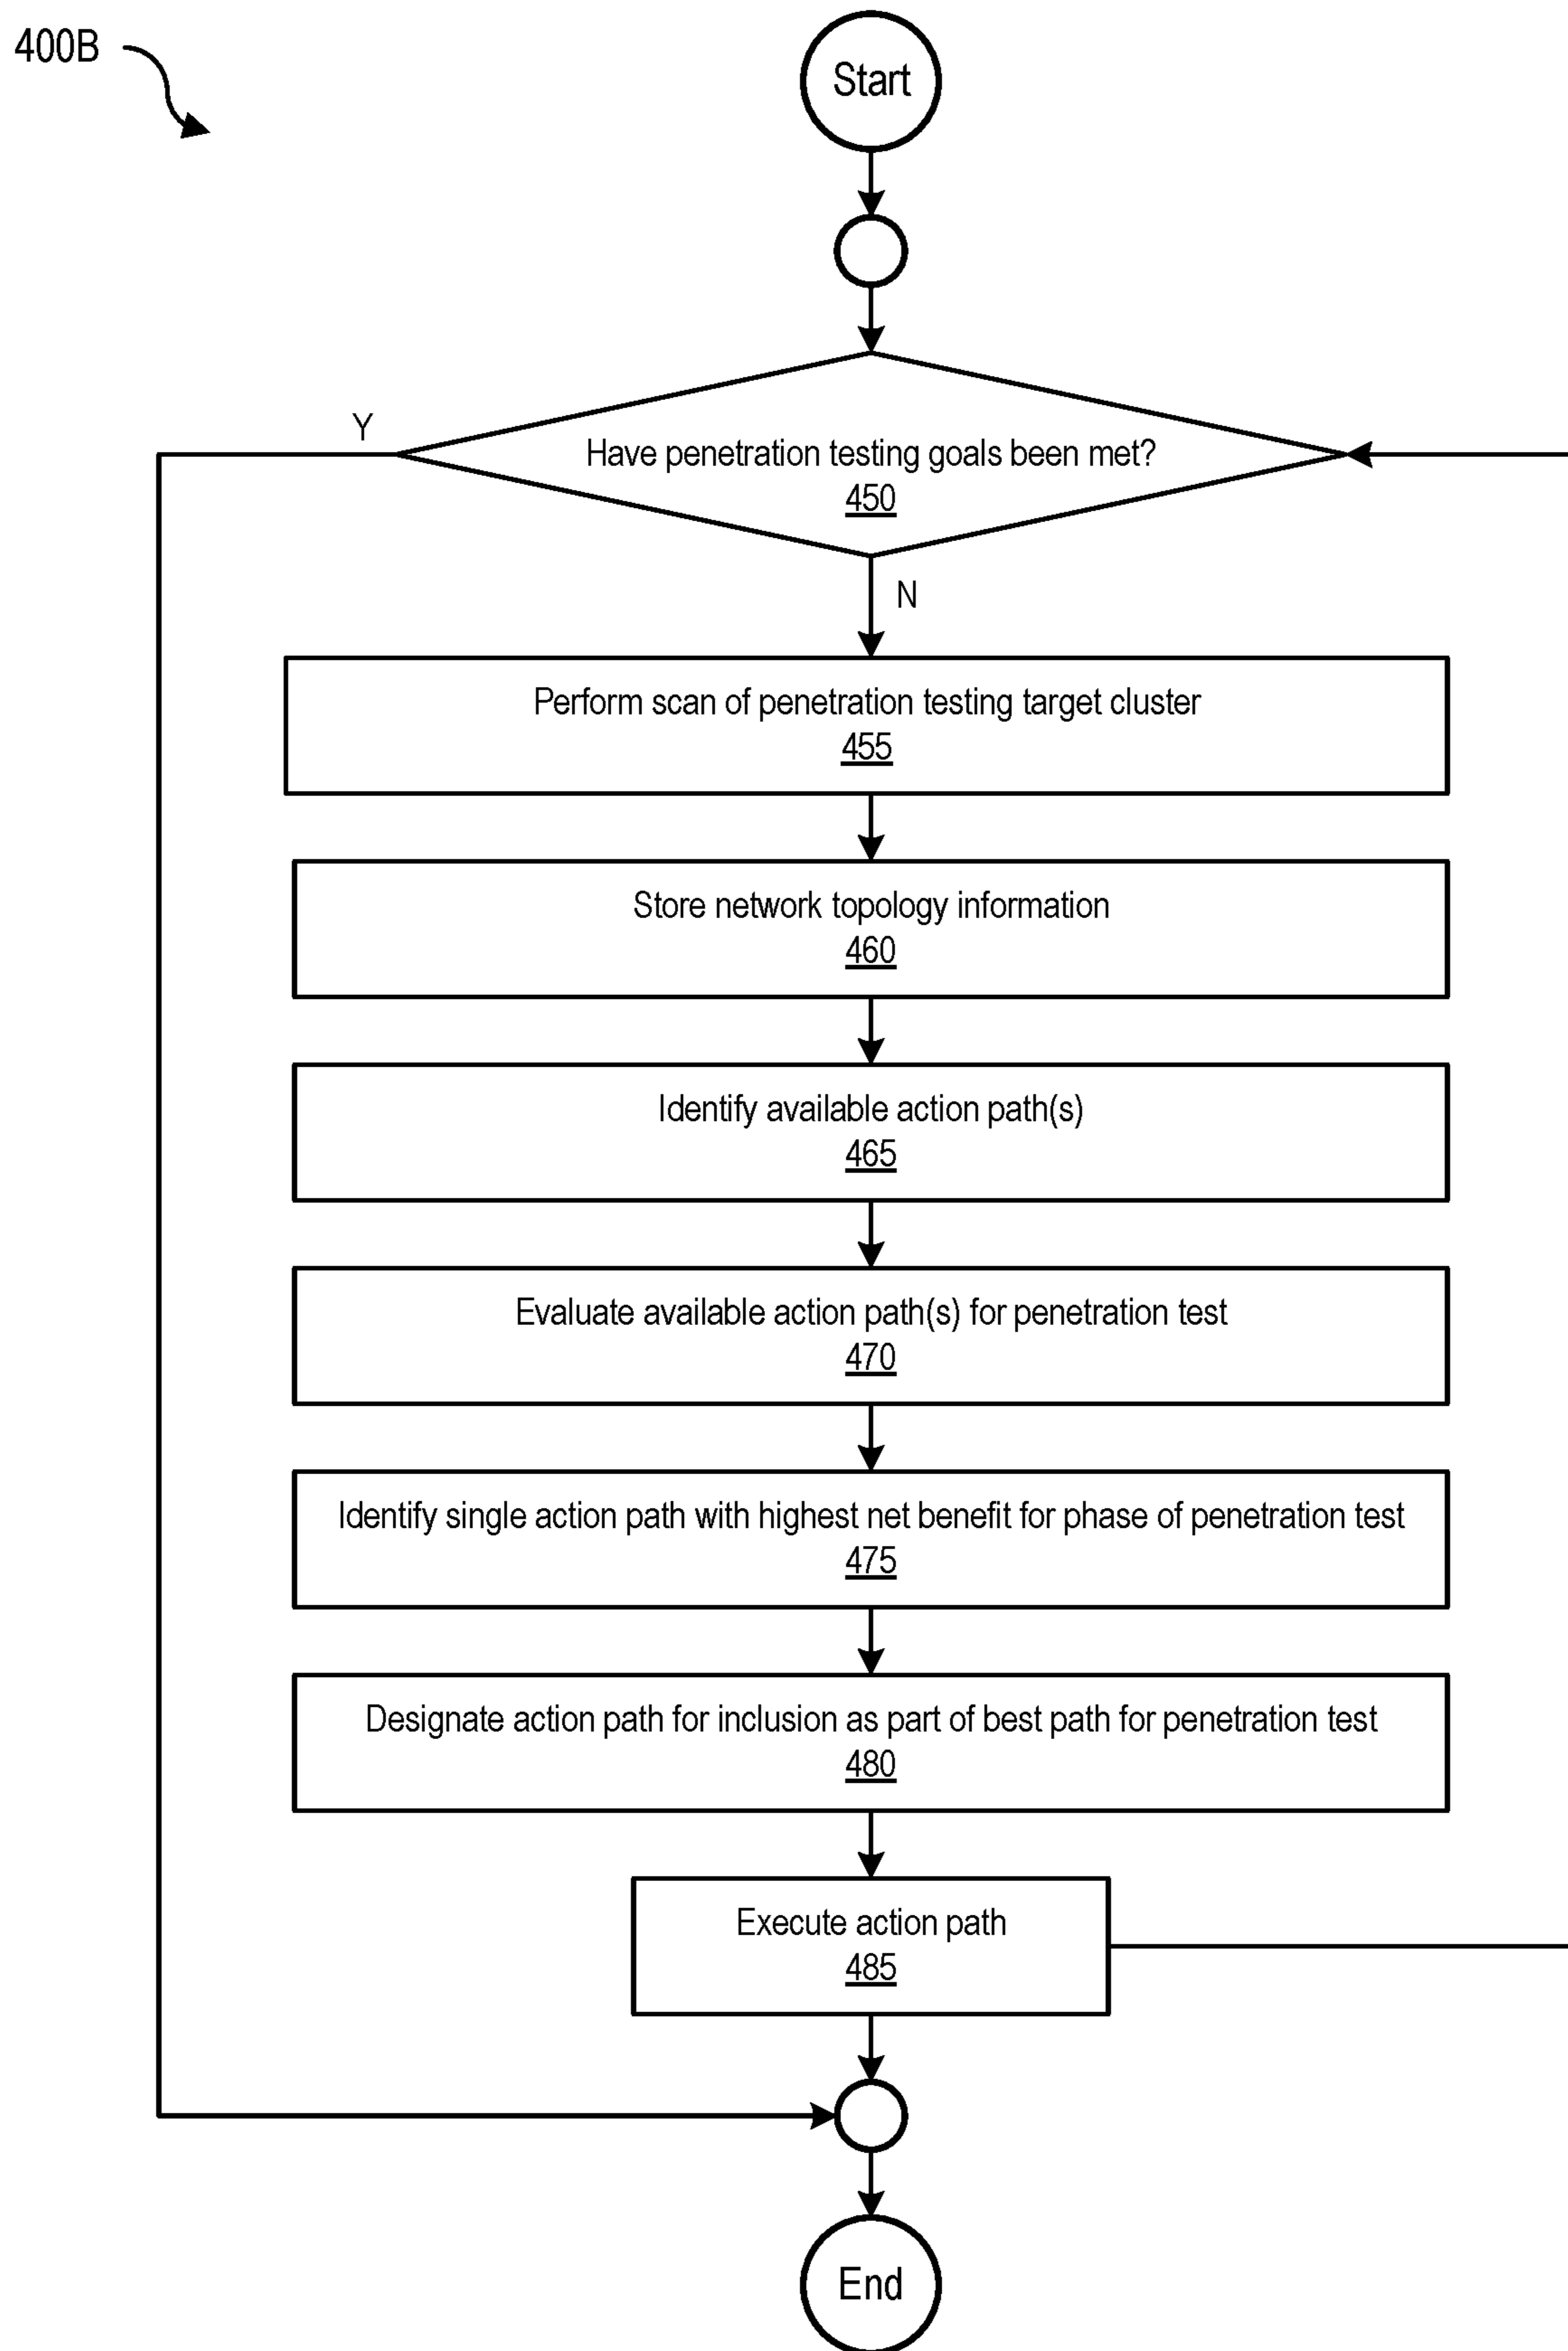 400B
Start
Have penetration testing goals been met?
450
Y
N
Perform scan of penetration testing target cluster
455
Store network topology information
460
Identify available action path(s)
465
Evaluate available action path(s) for penetration test
470
Identify single action path with highest net benefit for phase of penetration test
475
Designate action path for inclusion as part of best path for penetration test
480
Execute action path
485
End